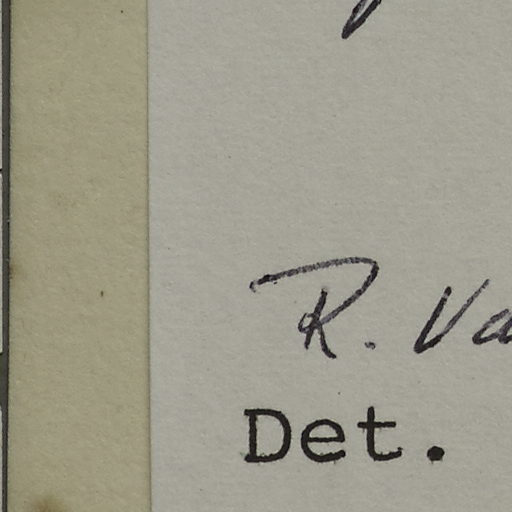 R. Va
Det.